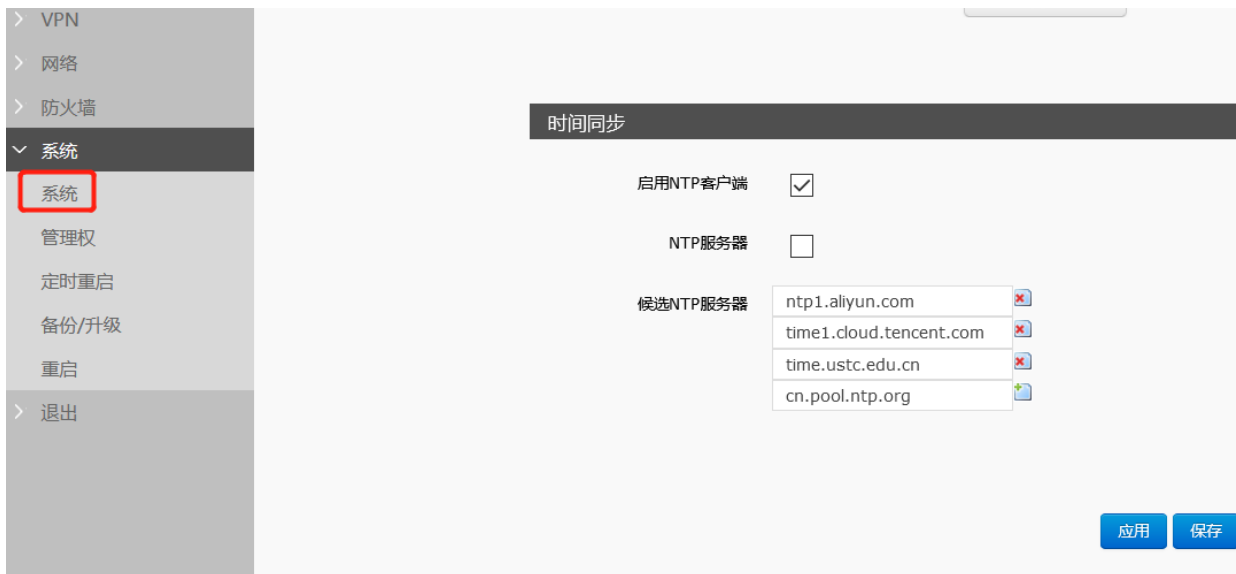 VPN
网络
防火墙
系统
系统
管理权
定时重启
备份/升级
重启
退出
时间同步
启用NTP客户端
NTP服务器
候选NTP服务器
ntp1.aliyun.com
time1.cloud.tencent.com
time.ustc.edu.cn
cn.pool.ntp.org
应用
保存